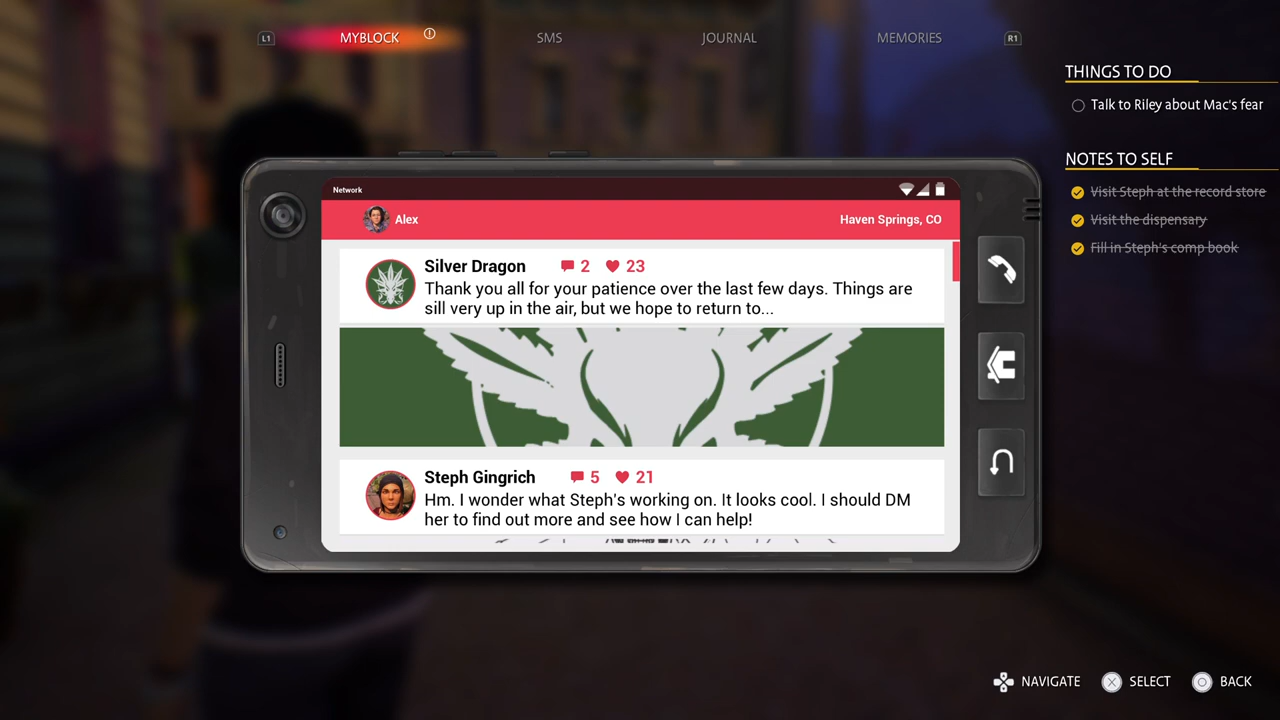 L1
MYBLOCK
SMS
JOURNAL
MEMORIES
R1
THINGS TO DO
Talk to Riley about Mac's fear
NOTES TO SELF
Visit Steph at the record store
Visit the dispensary
Fill in Steph's comp book
Network
Alex
Haven Springs, CO
Silver Dragon 2 23
Thank you all for your patience over the last few days. Things are
sill very up in the air, but we hope to return to...
Steph Gingrich 5 21
Hm. I wonder what Steph's working on. It looks cool. I should DM
her to find out more and see how I can help!
NAVIGATE
SELECT
BACK